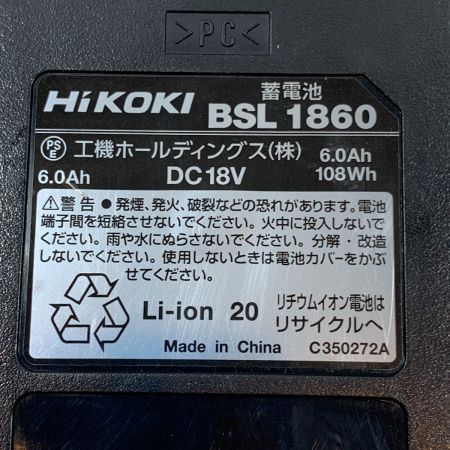 >PC<
HiKOKI
蓄電池
BSL 1860
PS E 工機ホールディングス(株) 6.0Ah
6.0Ah DC18V 108Wh
⚠警告 ● 発煙、発火、破裂などの恐れがあります。電池
端子間を短絡させないでください。火中に投入しないで
ください。雨や水にぬらさないでください。分解・改造
しないでください。使用しないときは電池カバーをかぶ
せてください。
Li-ion 20
リチウムイオン電池は
リサイクルへ
Made in China C350272A